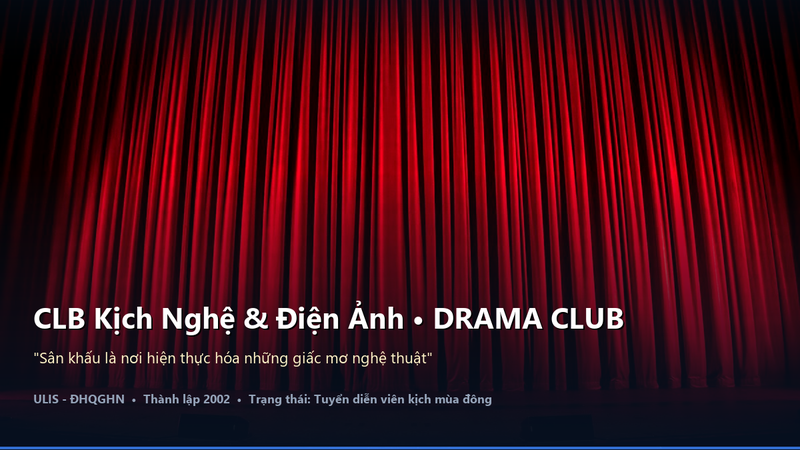 CLB Kịch Nghệ & Điện Ảnh • DRAMA CLUB
"Sân khấu là nơi hiện thực hóa những giấc mơ nghệ thuật"
ULIS - ĐHQGHN • Thành lập 2002 • Trạng thái: Tuyển diễn viên kịch mùa đông